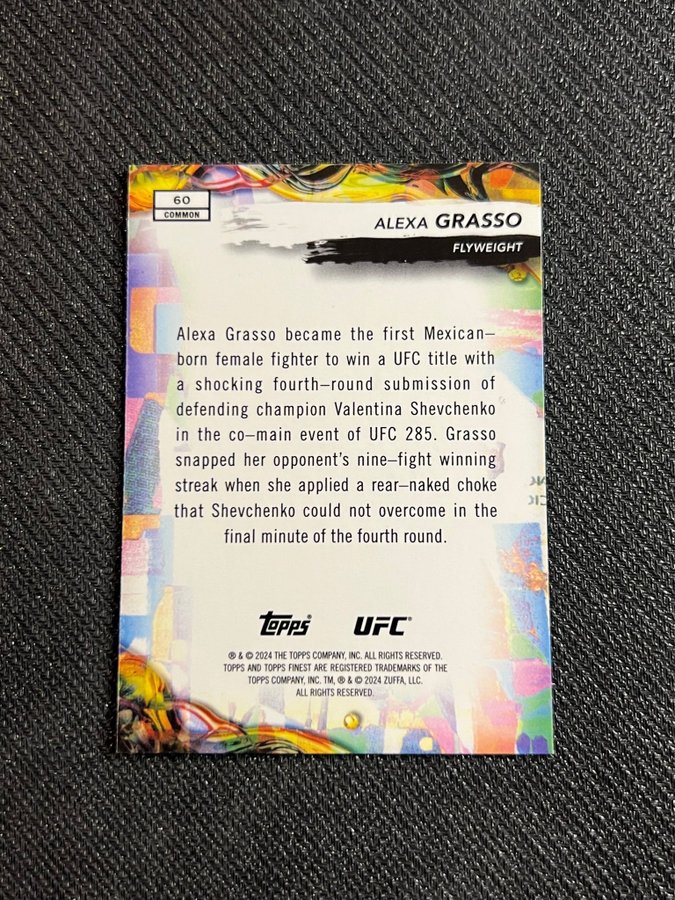 60
COMMON
ALEXA GRASSO
FLYWEIGHT
Alexa Grasso became the first Mexican–
born female fighter to win a UFC title with
a shocking fourth–round submission of
defending champion Valentina Shevchenko
in the co–main event of UFC 285. Grasso
snapped her opponent's nine–fight winning
streak when she applied a rear–naked choke
that Shevchenko could not overcome in the
final minute of the fourth round.
TOPPS® UFC®
® & © 2024 THE TOPPS COMPANY, INC. ALL RIGHTS RESERVED.
TOPPS AND TOPPS FINEST ARE REGISTERED TRADEMARKS OF THE
TOPPS COMPANY, INC. TM, ® & © 2024 ZUFFA, LLC.
ALL RIGHTS RESERVED.